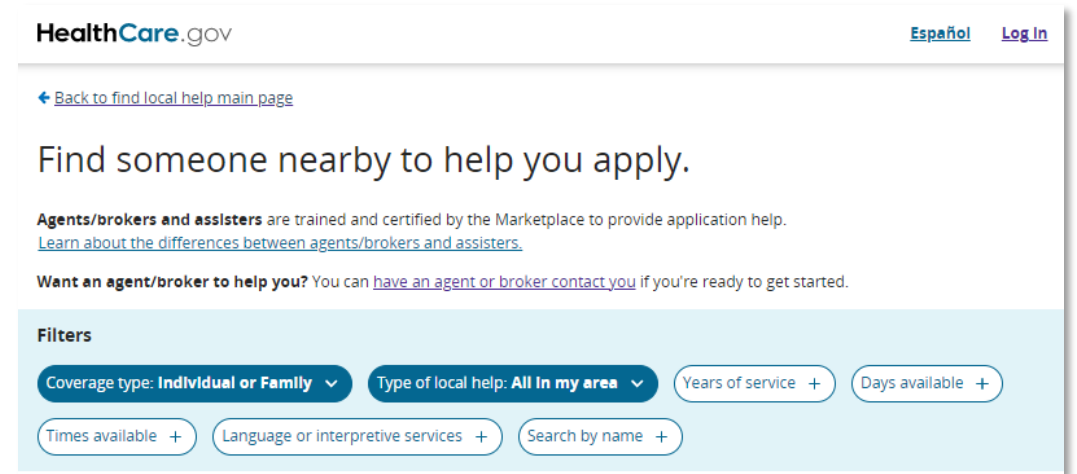 HealthCare.gov
Español Log In
Back to find local help main page
Find someone nearby to help you apply.
Agents/brokers and assisters are trained and certified by the Marketplace to provide application help.
Learn about the differences between agents/brokers and assisters.
Want an agent/broker to help you? You can have an agent or broker contact you if you're ready to get started.
Filters
Coverage type: Individual or Family Type of local help: All in my area Years of service + Days available +
Times available + Language or interpretive services + Search by name +